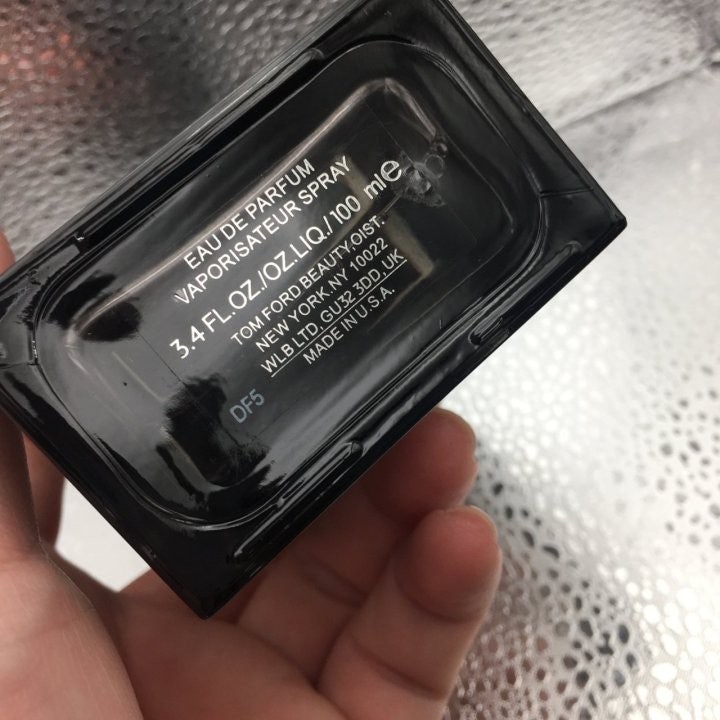 EAU DE PARFUM
VAPORISATEUR SPRAY
3.4 FL.OZ./OZ.LIQ./100 ml e
TOM FORD BEAUTY,OIST.
NEW YORK.NY 10022
WLB LTD.GU32 3DD.UK
MADE IN U.S.A.
DF5